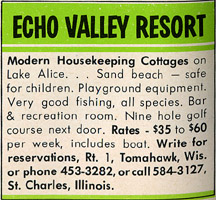 ECHO VALLEY RESORT
Modern Housekeeping Cottages on
Lake Alice. . . Sand beach — safe
for children. Playground equipment.
Very good fishing, all species. Bar
& recreation room. Nine hole golf
course next door. Rates - $35 to $60
per week, includes boat. Write for
reservations, Rt. 1, Tomahawk, Wis.
or phone 453-3282, or call 584-3127,
St. Charles, Illinois.